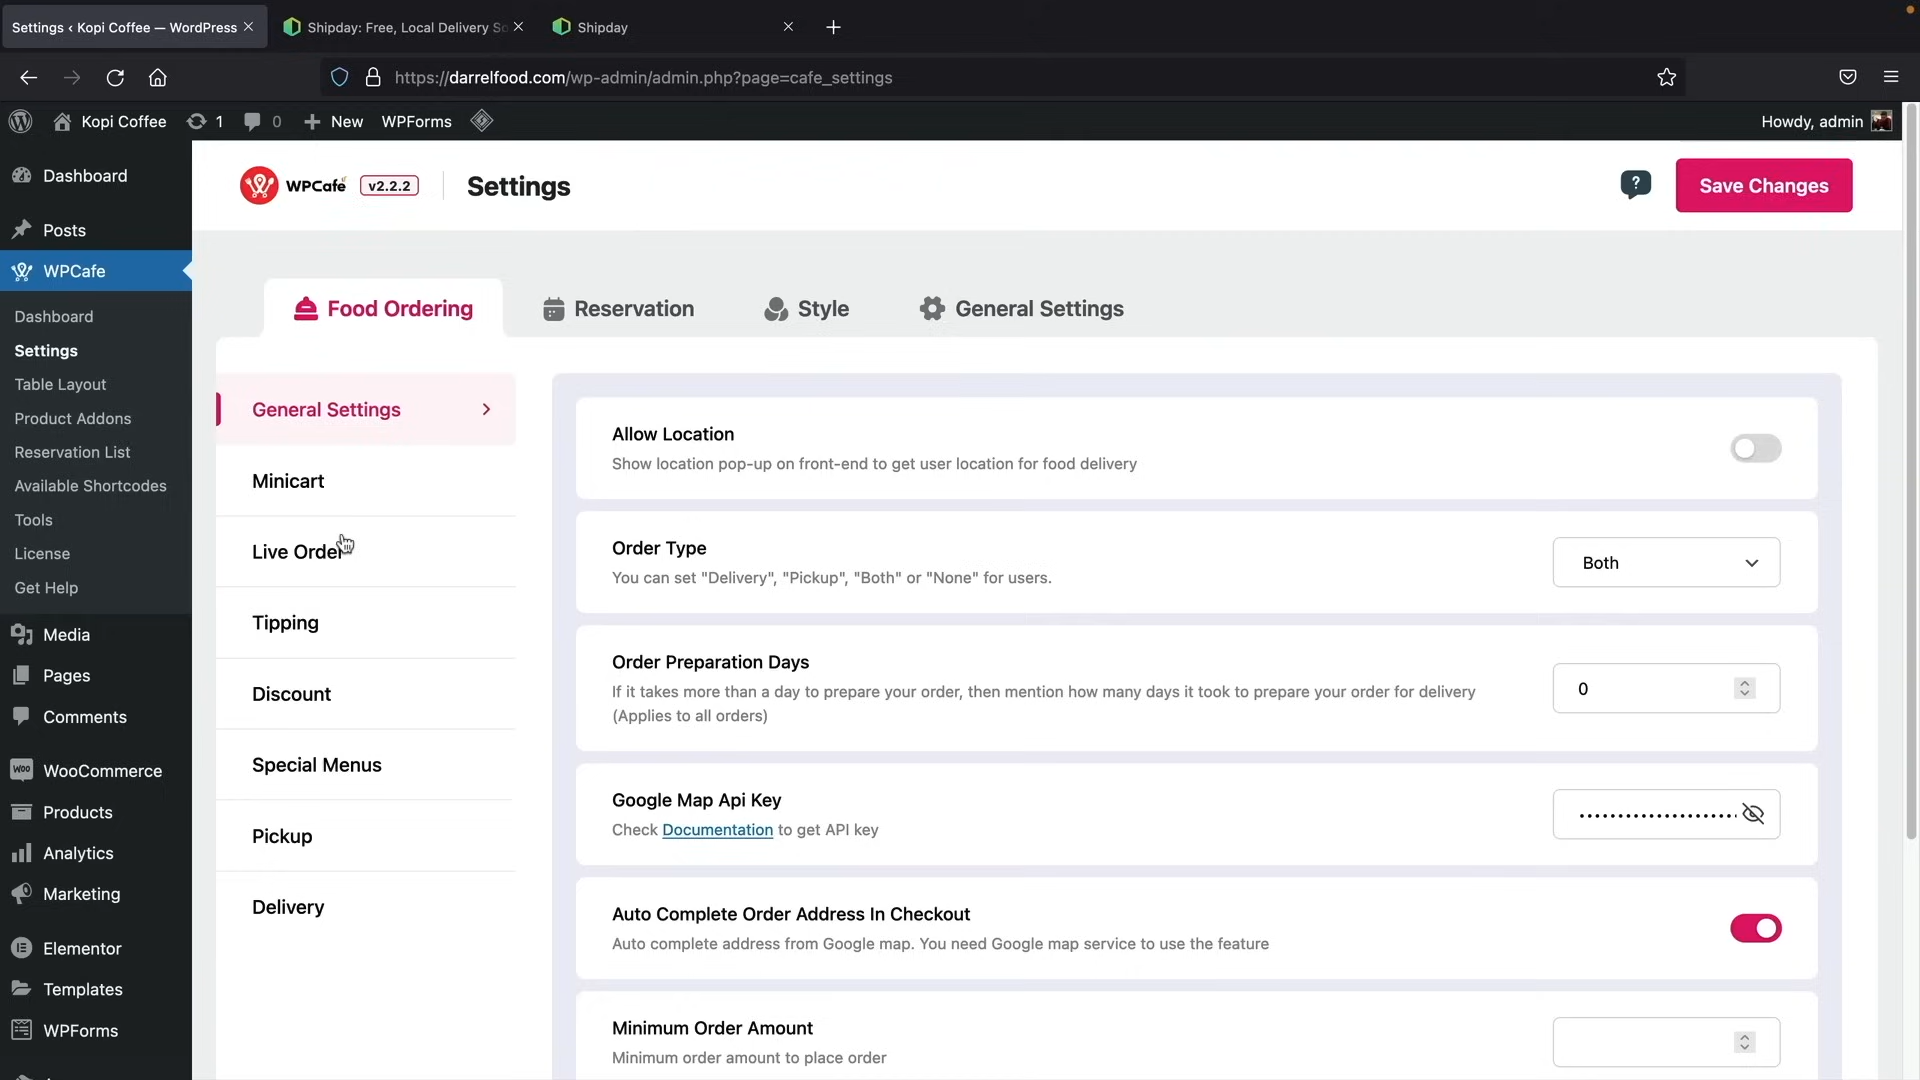 Settings ‹ Kopi Coffee — WordPress
Shipday: Free, Local Delivery So
Shipday
https://darrelfood.com/wp-admin/admin.php?page=cafe_settings
Kopi Coffee
1
0
New
WPForms
Howdy, admin
Dashboard
Posts
WPCafe
Dashboard
Settings
Table Layout
Product Addons
Reservation List
Available Shortcodes
Tools
License
Get Help
Media
Pages
Comments
WOO
WooCommerce
Products
Analytics
Marketing
Elementor
Templates
WPForms
WPCafé
v2.2.2
Settings
?
Save Changes
Food Ordering
Reservation
Style
General Settings
General Settings
Minicart
Live Order
Tipping
Discount
Special Menus
Pickup
Delivery
Allow Location
Show location pop-up on front-end to get user location for food delivery
Order Type
You can set "Delivery", "Pickup", "Both" or "None" for users.
Both
Order Preparation Days
If it takes more than a day to prepare your order, then mention how many days it took to prepare your order for delivery
(Applies to all orders)
0
Google Map Api Key
Check Documentation to get API key
Auto Complete Order Address In Checkout
Auto complete address from Google map. You need Google map service to use the feature
Minimum Order Amount
Minimum order amount to place order